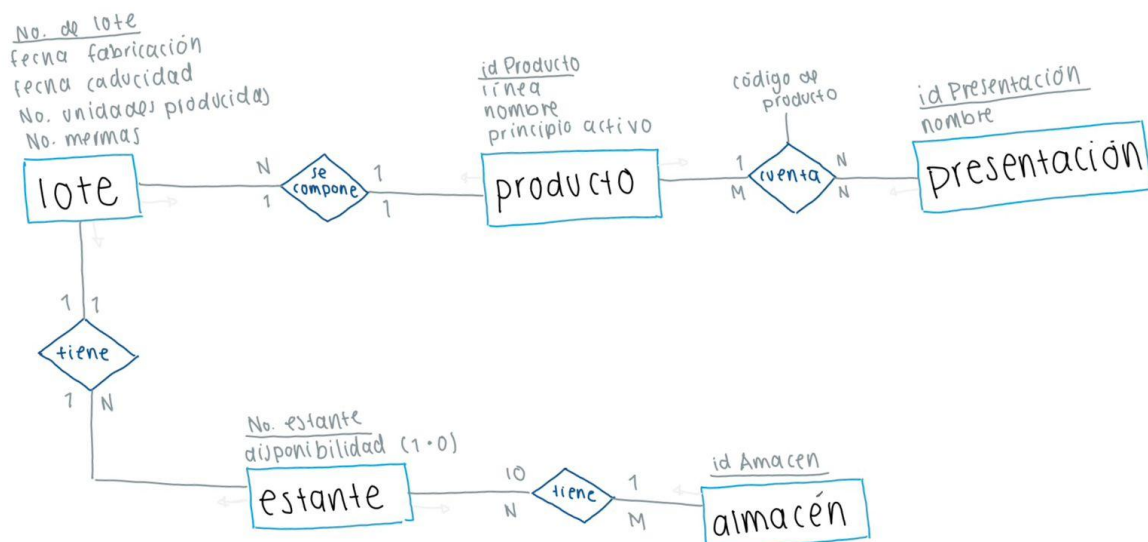 No. de lote
fecha fabricación
fecha caducidad
No. unidades producidas
No. mermas
lote
N
1
se
compone
1
1
id Producto
línea
nombre
principio activo
producto
1
M
código de
producto
cuenta
N
N
id Presentación
nombre
presentación
1 1
tiene
1 N
No. estante
disponibilidad (1·0)
estante
10
N
tiene
1
M
id Amacen
almacén